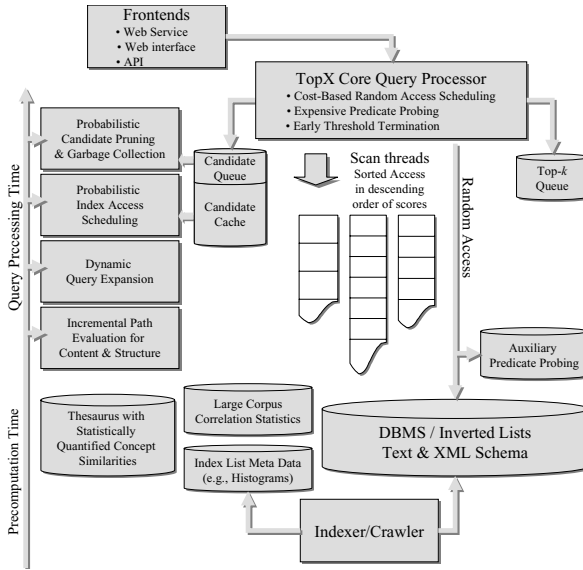 Frontends
• Web Service
• Web interface
• API
TopX Core Query Processor
• Cost-Based Random Access Scheduling
• Expensive Predicate Probing
• Early Threshold Termination
Probabilistic
Candidate Pruning
& Garbage Collection
Candidate
Queue
Candidate
Cache
Scan threads
Sorted Access
in descending
order of scores
Top-k
Queue
Random Access
Probabilistic
Index Access
Scheduling
Dynamic
Query Expansion
Incremental Path
Evaluation for
Content & Structure
Query Prccessing Time
Precomputation Time
Auxiliary
Predicate Probing
Thesaurus with
Statistically
Quantified Concept
Similarities
Large Corpus
Correlation Statistics
Index List Meta Data
(e.g., Histograms)
DBMS / Inverted Lists
Text & XML Schema
Indexer/Crawler